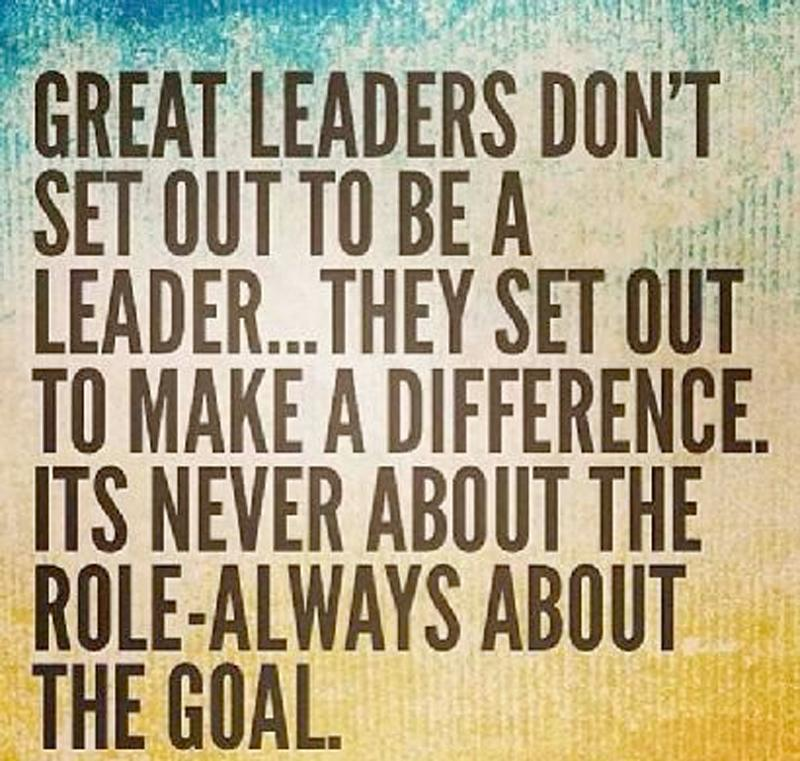 GREAT LEADERS DON'T
SET OUT TO BE A
LEADER...THEY SET OUT
TO MAKE A DIFFERENCE.
ITS NEVER ABOUT THE
ROLE-ALWAYS ABOUT
THE GOAL.